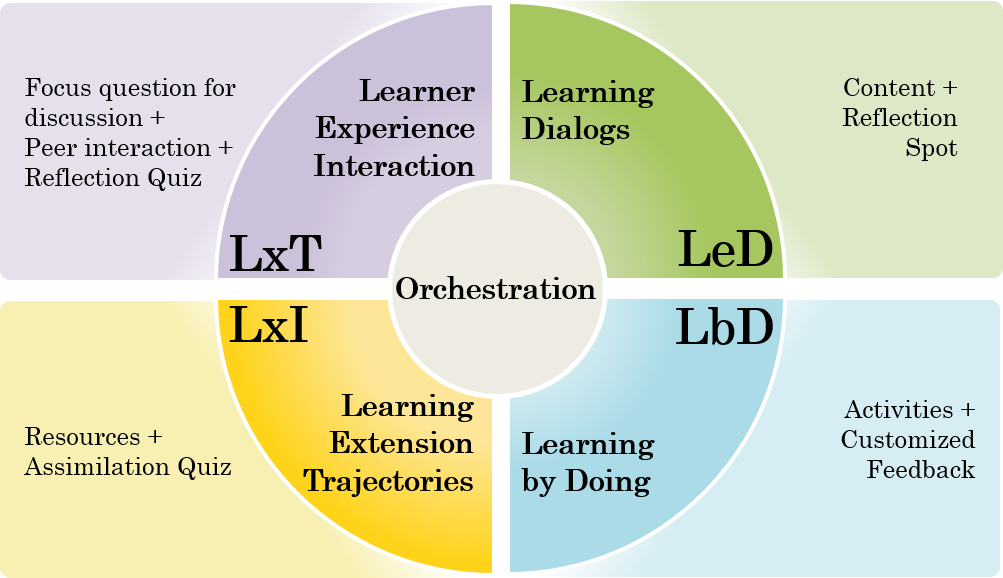 Focus question for
discussion +
Peer interaction +
Reflection Quiz
Learner
Experience
Interaction
LxT
Learning
Dialogs
LeD
Content +
Reflection
Spot
Orchestration
LxI
Learning
Extension
Trajectories
Resources +
Assimilation Quiz
LbD
Learning
by Doing
Activities +
Customized
Feedback